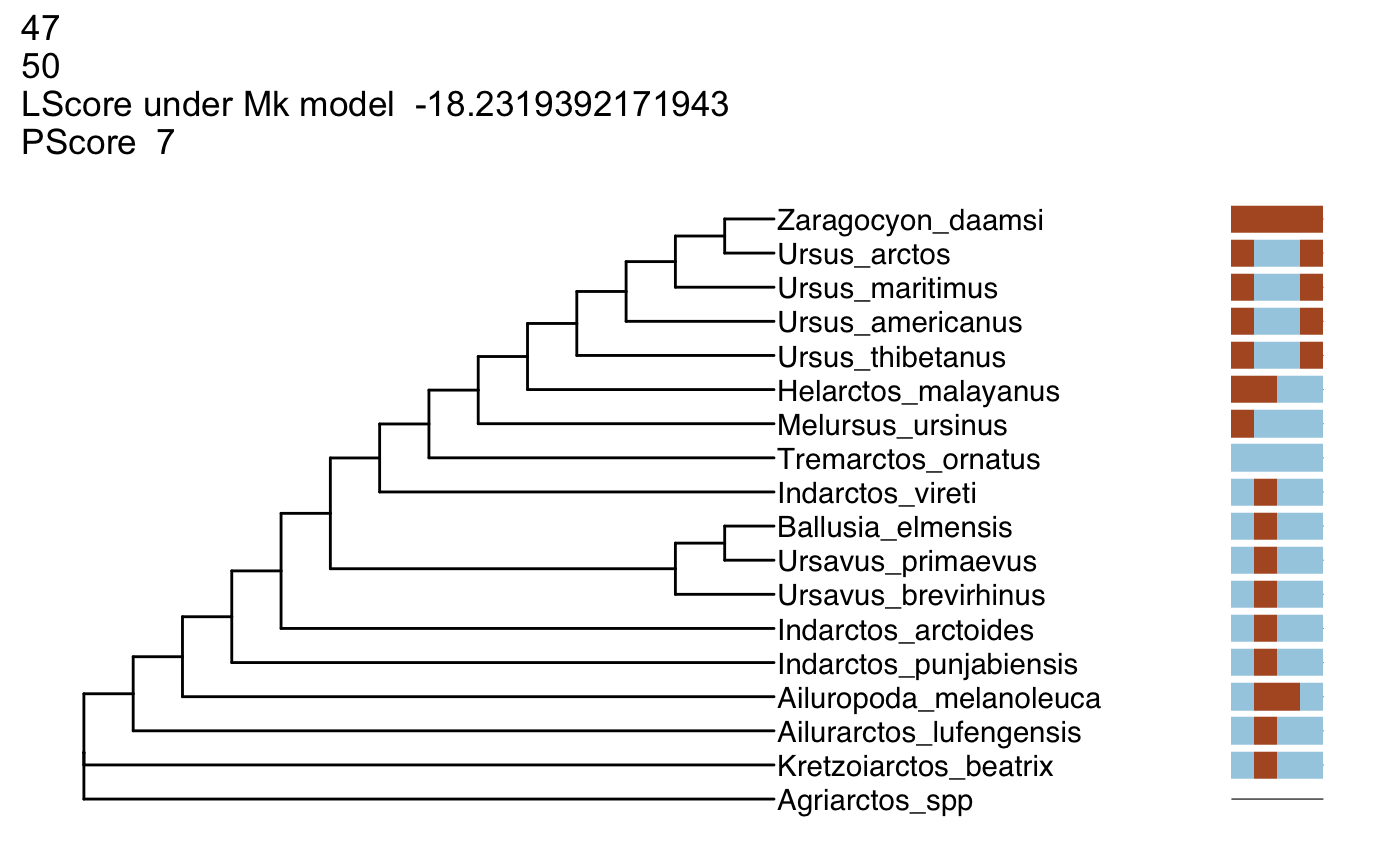 47
50
LScore under Mk model  -18.2319392171943
PScore  7
Zaragocyon_daamsi
Ursus_arctos
Ursus_maritimus
Ursus_americanus
Ursus_thibetanus
Helarctos_malayanus
Melursus_ursinus
Tremarctos_ornatus
Indarctos_vireti
Ballusia_elmensis
Ursavus_primaevus
Ursavus_brevirhinus
Indarctos_arctoides
Indarctos_punjabiensis
Ailuropoda_melanoleuca
Ailurarctos_lufengensis
Kretzoiarctos_beatrix
Agriarctos_spp